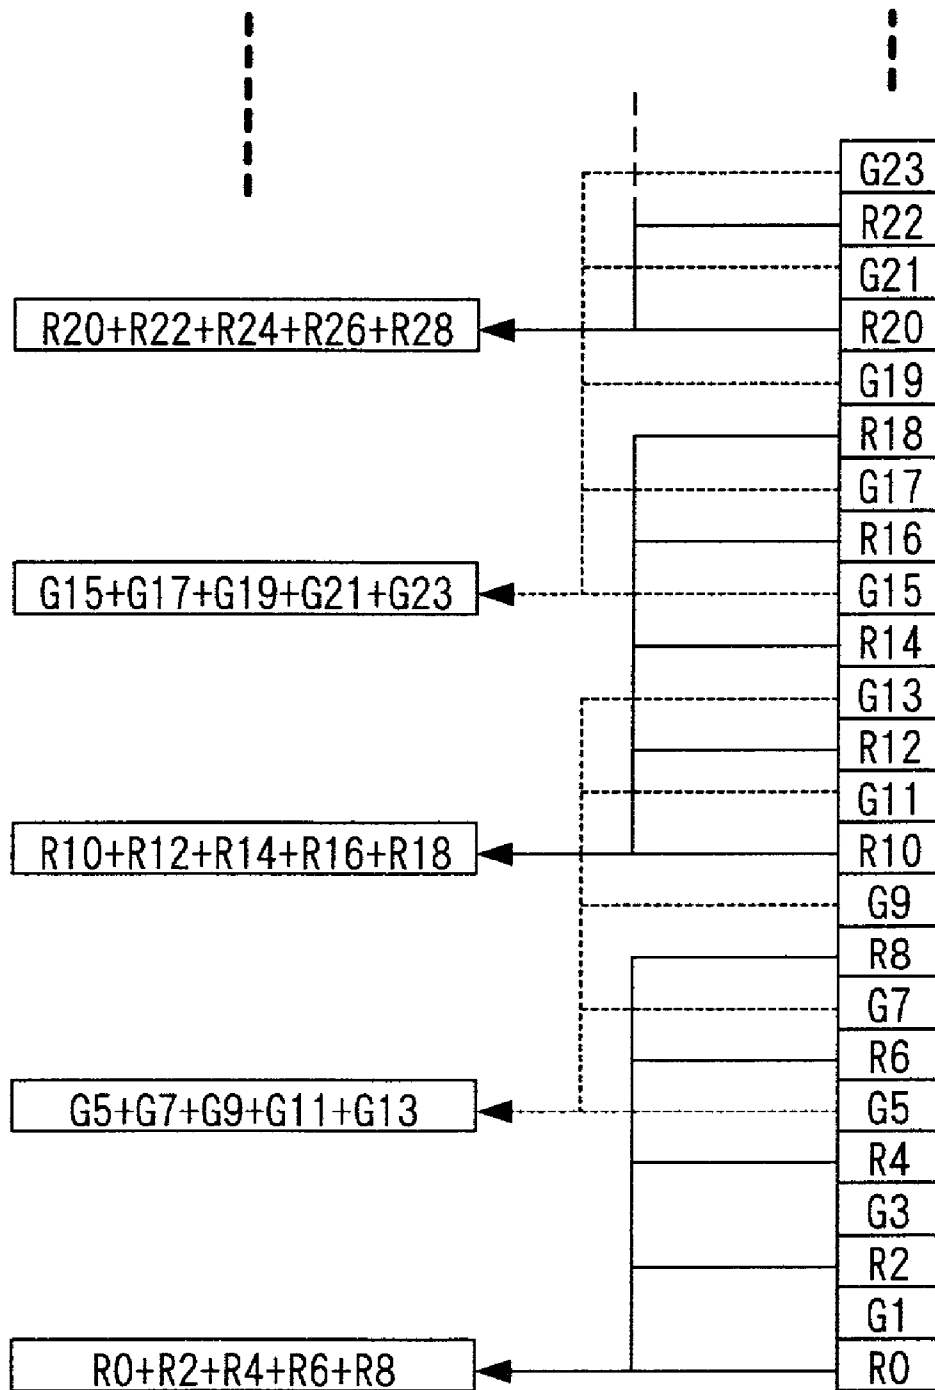 G23
R22
G21
R20+R22+R24+R26+R28
R20
G19
R18
G17
R16
G15+G17+G19+G21+G23
G15
R14
G13
R12
G11
R10+R12+R14+R16+R18
R10
G9
R8
G7
R6
G5+G7+G9+G11+G13
G5
R4
G3
R2
G1
R0+R2+R4+R6+R8
R0